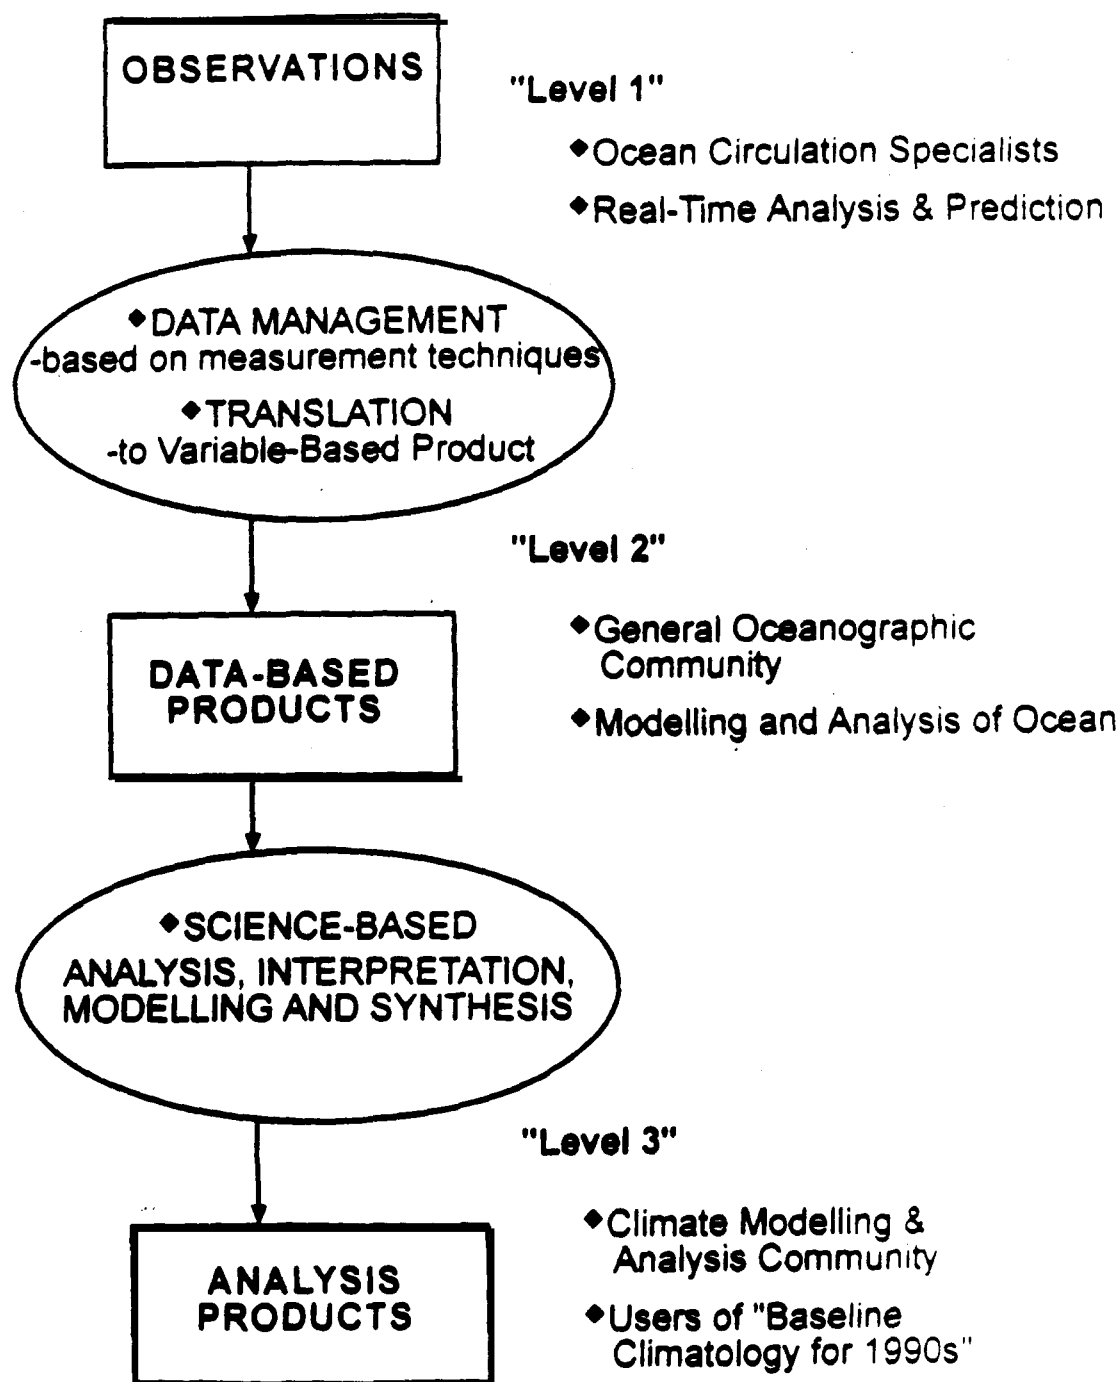 OBSERVATIONS
"Level 1"
◆Ocean Circulation Specialists
◆Real-Time Analysis & Prediction
◆DATA MANAGEMENT
-based on measurement techniques
◆TRANSLATION
-to Variable-Based Product
"Level 2"
◆General Oceanographic
Community
◆Modelling and Analysis of Ocean
DATA-BASED
PRODUCTS
◆SCIENCE-BASED
ANALYSIS, INTERPRETATION,
MODELLING AND SYNTHESIS
"Level 3"
◆Climate Modelling &
Analysis Community
◆Users of "Baseline
Climatology for 1990s"
ANALYSIS
PRODUCTS